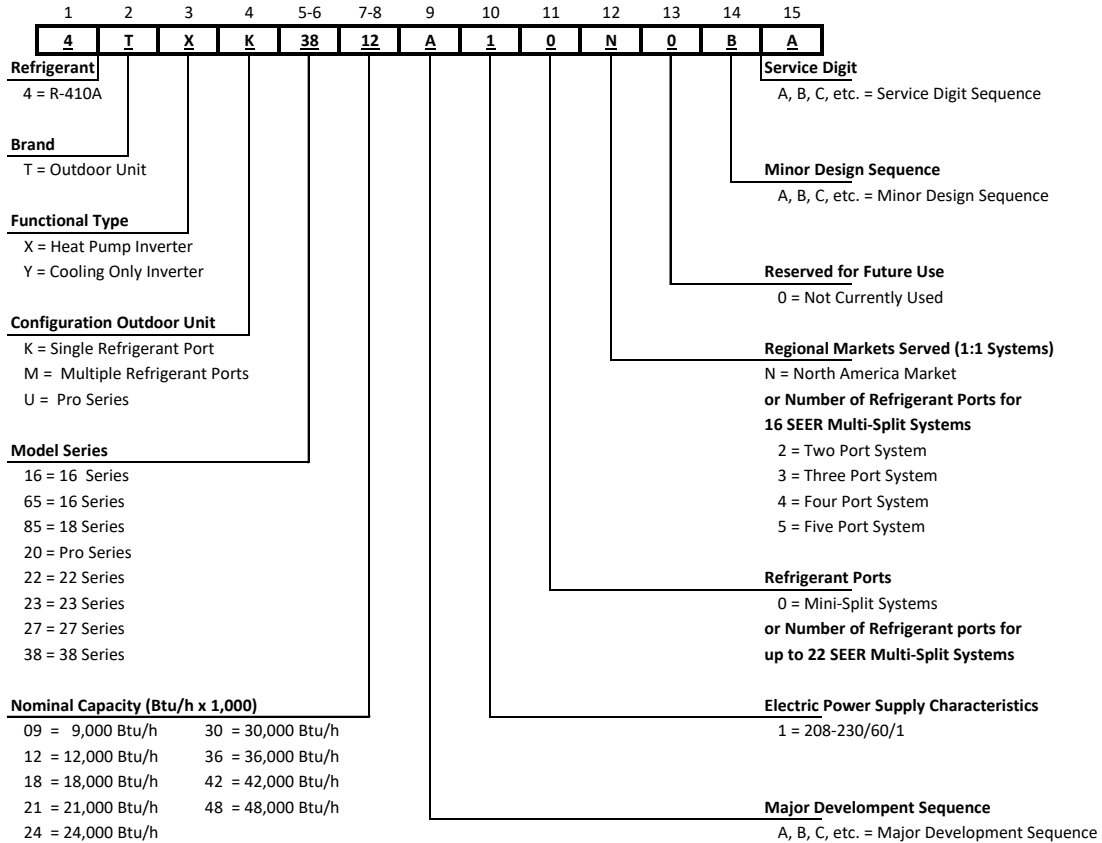 1 2 3 4 5-6 7-8 9 10 11 12 13 14 15
4 T X K 38 12 A 1 0 N 0 B A
Refrigerant
4 = R-410A
Brand
T = Outdoor Unit
Functional Type
X = Heat Pump Inverter
Y = Cooling Only Inverter
Configuration Outdoor Unit
K = Single Refrigerant Port
M = Multiple Refrigerant Ports
U = Pro Series
Model Series
16 = 16 Series
65 = 16 Series
85 = 18 Series
20 = Pro Series
22 = 22 Series
23 = 23 Series
27 = 27 Series
38 = 38 Series
Nominal Capacity (Btu/h x 1,000)
09 = 9,000 Btu/h 30 = 30,000 Btu/h
12 = 12,000 Btu/h 36 = 36,000 Btu/h
18 = 18,000 Btu/h 42 = 42,000 Btu/h
21 = 21,000 Btu/h 48 = 48,000 Btu/h
24 = 24,000 Btu/h
Service Digit
A, B, C, etc. = Service Digit Sequence
Minor Design Sequence
A, B, C, etc. = Minor Design Sequence
Reserved for Future Use
0 = Not Currently Used
Regional Markets Served (1:1 Systems)
N = North America Market
or Number of Refrigerant Ports for
16 SEER Multi-Split Systems
2 = Two Port System
3 = Three Port System
4 = Four Port System
5 = Five Port System
Refrigerant Ports
0 = Mini-Split Systems
or Number of Refrigerant ports for
up to 22 SEER Multi-Split Systems
Electric Power Supply Characteristics
1 = 208-230/60/1
Major Develompent Sequence
A, B, C, etc. = Major Development Sequence